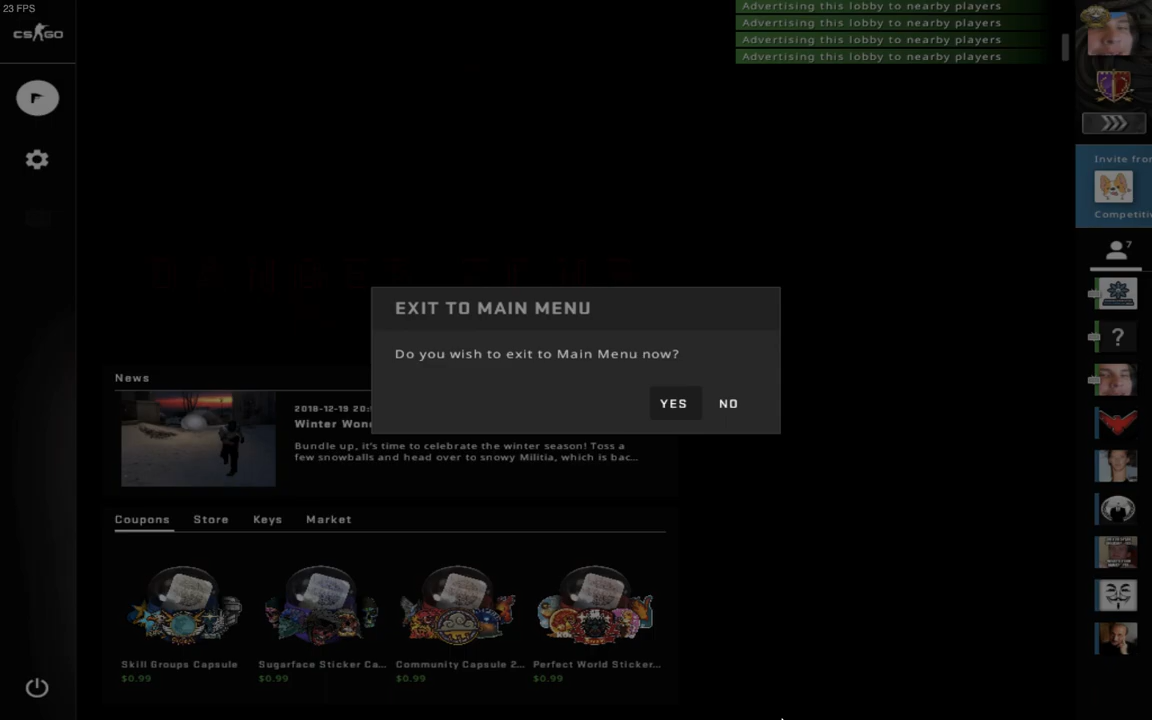 23 FPS
CS GO
Advertising this lobby to nearby players
Advertising this lobby to nearby players
Advertising this lobby to nearby players
Advertising this lobby to nearby players
Invite fro
Competiti
7
?
EXIT TO MAIN MENU
Do you wish to exit to Main Menu now?
YES NO
News
2018-12-19 20:
Winter Won
Bundle up, it's time to celebrate the winter season! Toss a
few snowballs and head over to snowy Militia, which is bac...
Coupons Store Keys Market
Skill Groups Capsule Sugarface Sticker Ca... Community Capsule 2... Perfect World Sticker...
$0.99 $0.99 $0.99 $0.99